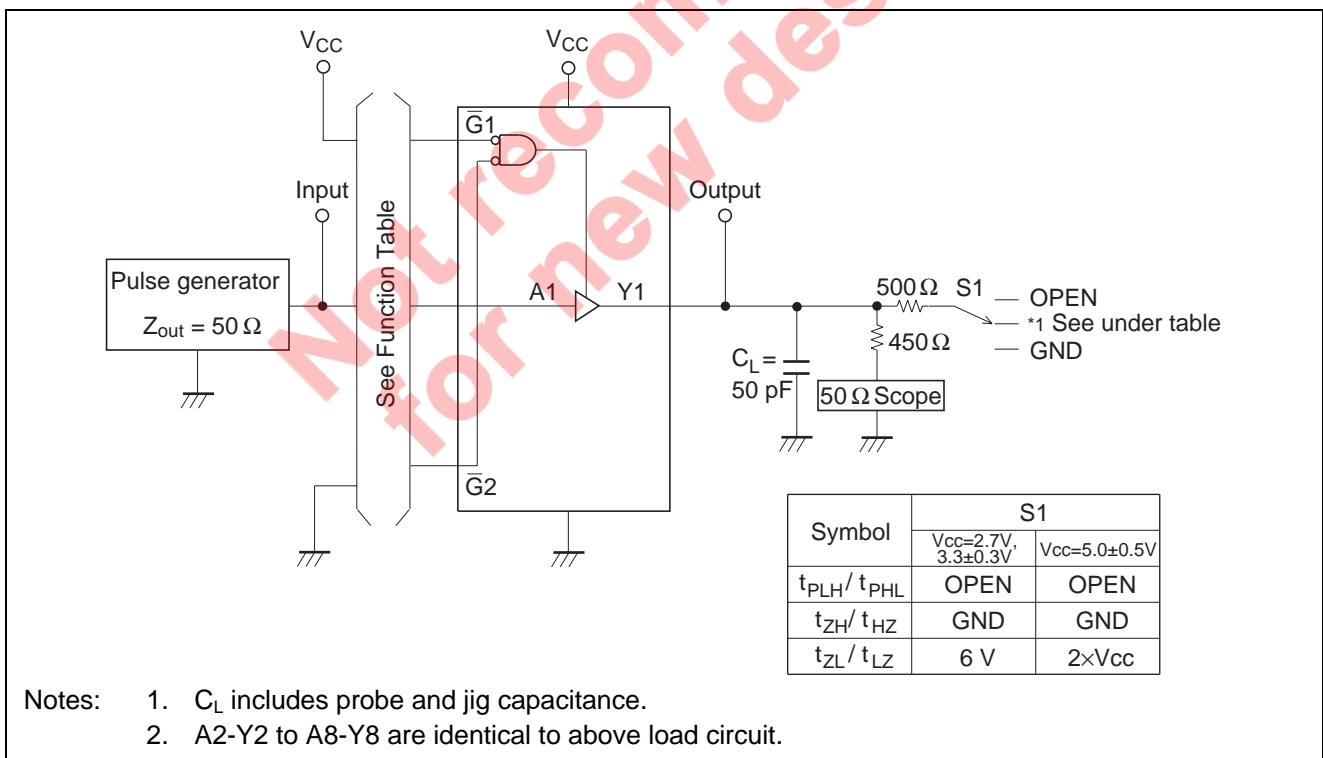 Not recom
for new des
VCC
VCC
G̅1
Input
Output
See Function Table
Pulse generator
Zout = 50 Ω
A1
Y1
500 Ω
S1
OPEN
*1 See under table
GND
450 Ω
CL =
50 pF
50 Ω Scope
G̅2
Symbol
S1
Vcc=2.7V,
3.3±0.3V
Vcc=5.0±0.5V
tPLH/ tPHL
OPEN
OPEN
tZH/ tHZ
GND
GND
tZL/ tLZ
6 V
2×Vcc
Notes: 1. CL includes probe and jig capacitance.
2. A2-Y2 to A8-Y8 are identical to above load circuit.